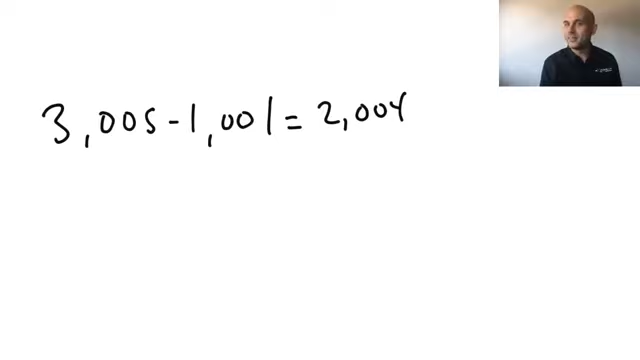 3,005 - 1,001 = 2,004